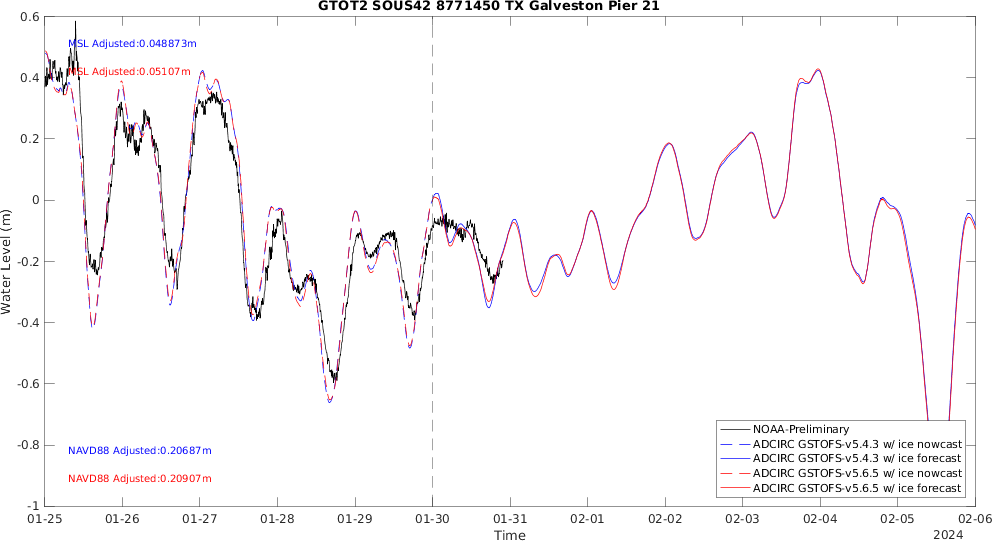 GTOT2 SOUS42 8771450 TX Galveston Pier 21
0.6
MSL Adjusted:0.048873m
MSL Adjusted:0.05107m
0.4
0.2
0
-0.2
-0.4
-0.6
-0.8
-1
Water Level (m)
NAVD88 Adjusted:0.20687m
NAVD88 Adjusted:0.20907m
NOAA-Preliminary
ADCIRC GSTOFS-v5.4.3 w/ ice nowcast
ADCIRC GSTOFS-v5.4.3 w/ ice forecast
ADCIRC GSTOFS-v5.6.5 w/ ice nowcast
ADCIRC GSTOFS-v5.6.5 w/ ice forecast
01-25 01-26 01-27 01-28 01-29 01-30 01-31 02-01 02-02 02-03 02-04 02-05 02-06
Time
2024